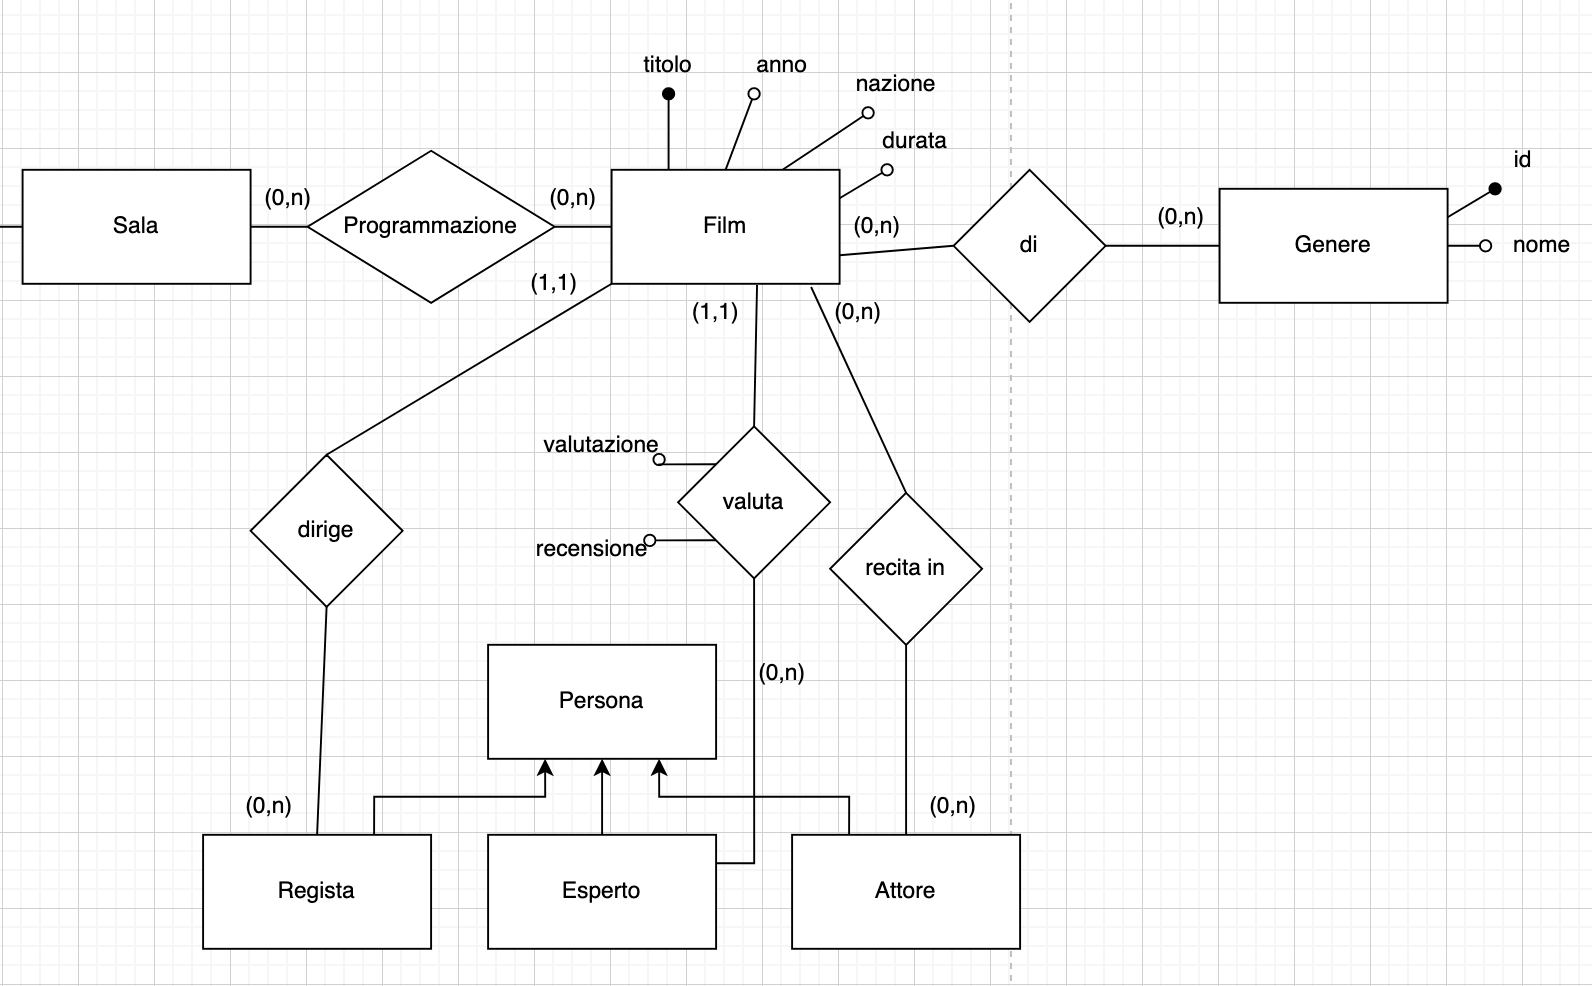 titolo
anno
nazione
durata
id
Sala
(0,n)
Programmazione
(0,n)
Film
(0,n)
di
(0,n)
Genere
nome
(1,1)
(1,1)
(0,n)
valutazione
valuta
recensione
dirige
recita in
Persona
(0,n)
(0,n)
(0,n)
Regista
Esperto
Attore